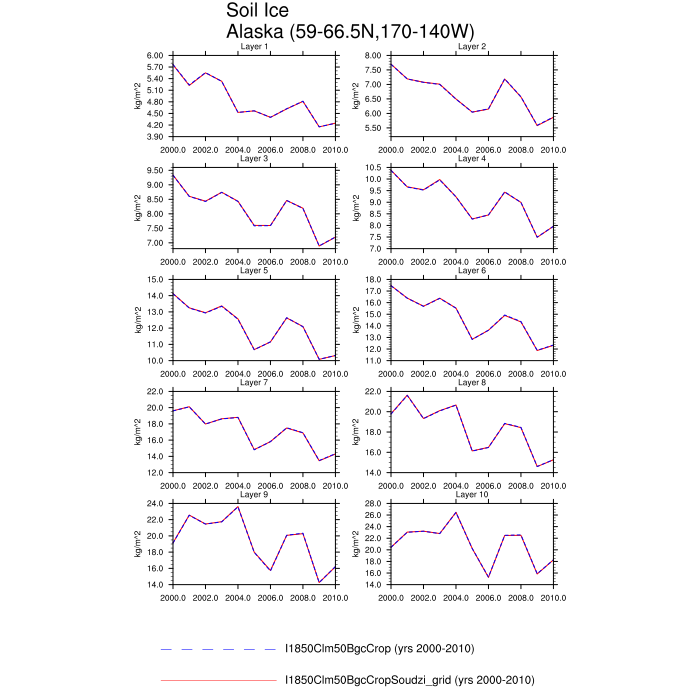 Soil Ice
Alaska (59-66.5N,170-140W)
Layer 1
6.00
5.70
5.40
5.10
4.80
4.50
4.20
3.90
kg/m^2
2000.0 2002.0 2004.0 2006.0 2008.0 2010.0
Layer 2
8.00
7.50
7.00
6.50
6.00
5.50
kg/m^2
2000.0 2002.0 2004.0 2006.0 2008.0 2010.0
Layer 3
9.50
9.00
8.50
8.00
7.50
7.00
kg/m^2
2000.0 2002.0 2004.0 2006.0 2008.0 2010.0
Layer 4
10.5
10.0
9.5
9.0
8.5
8.0
7.5
7.0
kg/m^2
2000.0 2002.0 2004.0 2006.0 2008.0 2010.0
Layer 5
15.0
14.0
13.0
12.0
11.0
10.0
kg/m^2
2000.0 2002.0 2004.0 2006.0 2008.0 2010.0
Layer 6
18.0
17.0
16.0
15.0
14.0
13.0
12.0
11.0
kg/m^2
2000.0 2002.0 2004.0 2006.0 2008.0 2010.0
Layer 7
22.0
20.0
18.0
16.0
14.0
12.0
kg/m^2
2000.0 2002.0 2004.0 2006.0 2008.0 2010.0
Layer 8
22.0
20.0
18.0
16.0
14.0
kg/m^2
2000.0 2002.0 2004.0 2006.0 2008.0 2010.0
Layer 9
24.0
22.0
20.0
18.0
16.0
14.0
kg/m^2
2000.0 2002.0 2004.0 2006.0 2008.0 2010.0
Layer 10
28.0
26.0
24.0
22.0
20.0
18.0
16.0
14.0
kg/m^2
2000.0 2002.0 2004.0 2006.0 2008.0 2010.0
I1850Clm50BgcCrop (yrs 2000-2010)
I1850Clm50BgcCropSoudzi_grid (yrs 2000-2010)